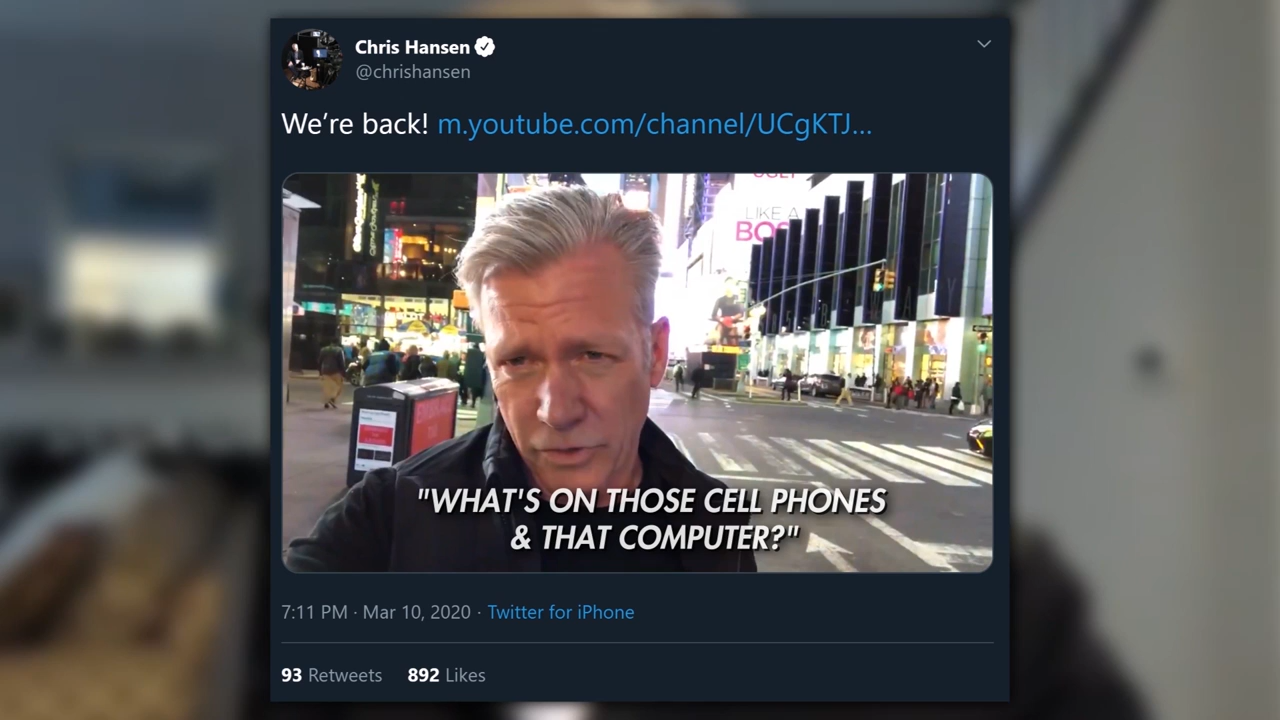 Chris Hansen
@chrishansen
We're back! m.youtube.com/channel/UCgKTJ...
LIKE A
"WHAT'S ON THOSE CELL PHONES
& THAT COMPUTER?"
7:11 PM · Mar 10, 2020 · Twitter for iPhone
93 Retweets 892 Likes